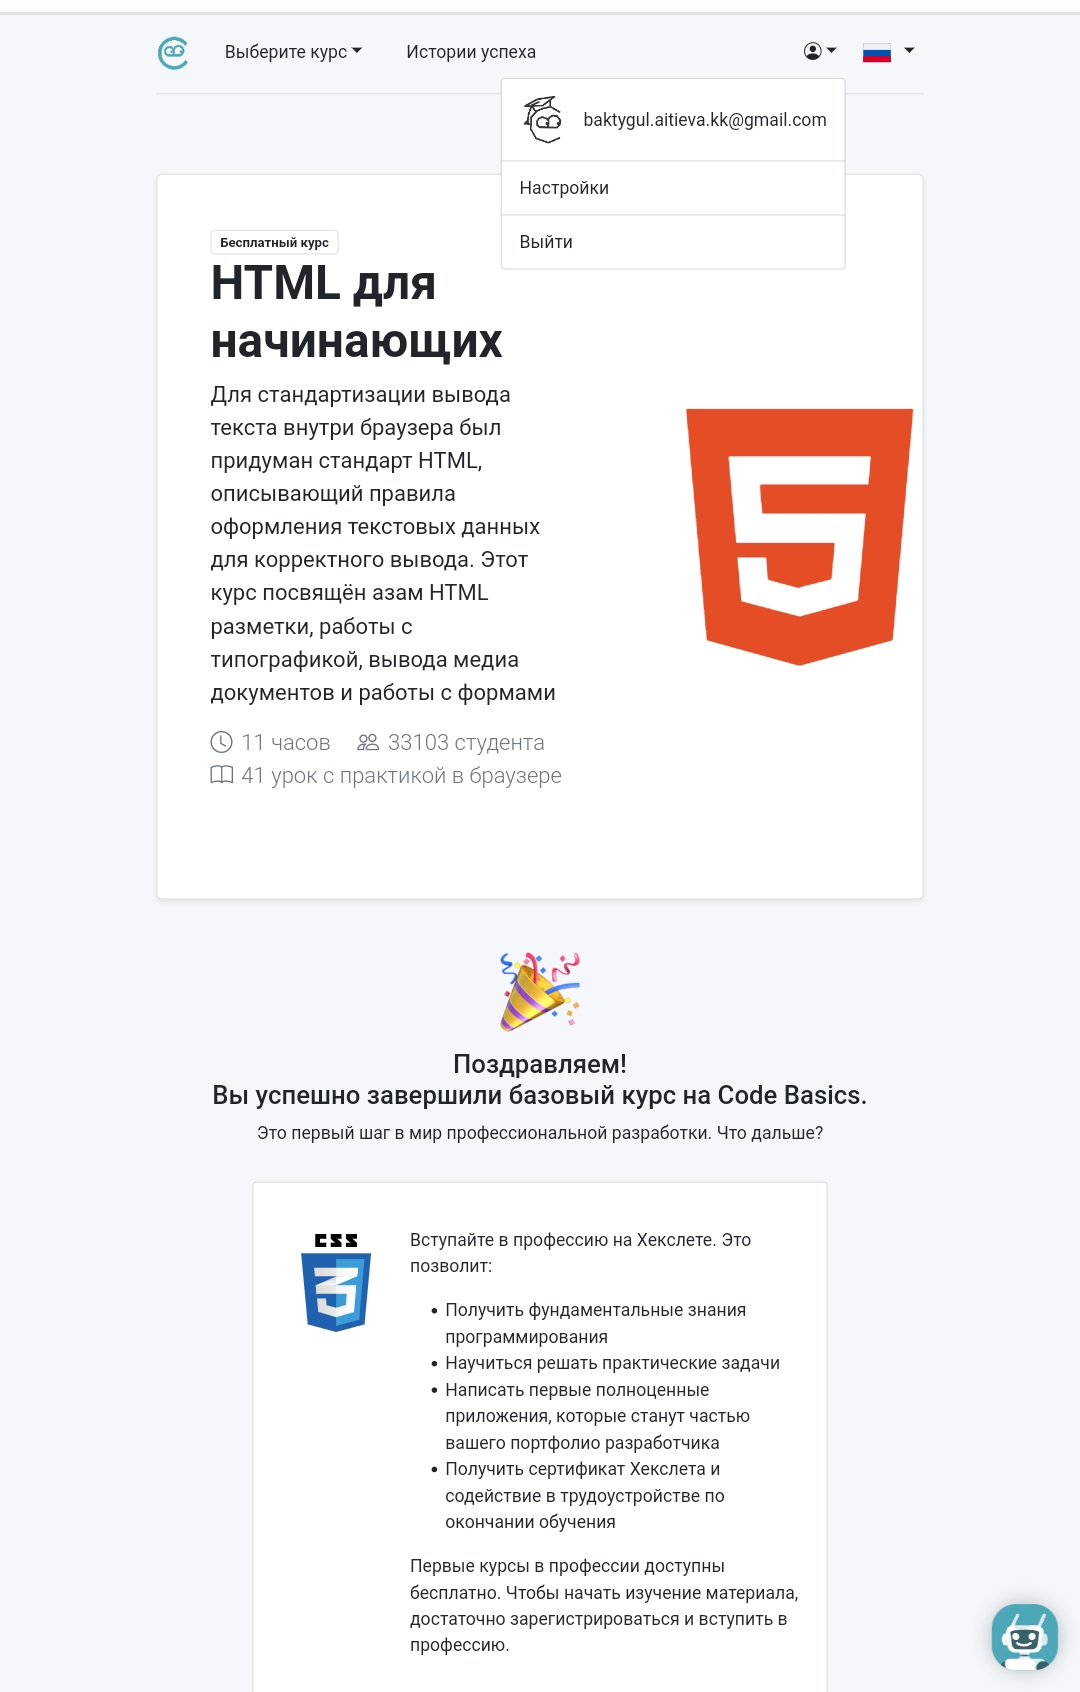 Выберите курс
Истории успеха
baktygul.aitieva.kk@gmail.com
Настройки
Выйти
Бесплатный курс
HTML для
начинающих
Для стандартизации вывода
текста внутри браузера был
придуман стандарт HTML,
описывающий правила
оформления текстовых данных
для корректного вывода. Этот
курс посвящён азам HTML
разметки, работы с
типографикой, вывода медиа
документов и работы с формами
11 часов
33103 студента
41 урок с практикой в браузере
5
Поздравляем!
Вы успешно завершили базовый курс на Code Basics.
Это первый шаг в мир профессиональной разработки. Что дальше?
CSS
3
Вступайте в профессию на Хекслете. Это
позволит:
• Получить фундаментальные знания
программирования
• Научиться решать практические задачи
• Написать первые полноценные
приложения, которые станут частью
вашего портфолио разработчика
• Получить сертификат Хекслета и
содействие в трудоустройстве по
окончании обучения
Первые курсы в профессии доступны
бесплатно. Чтобы начать изучение материала,
достаточно зарегистрироваться и вступить в
профессию.